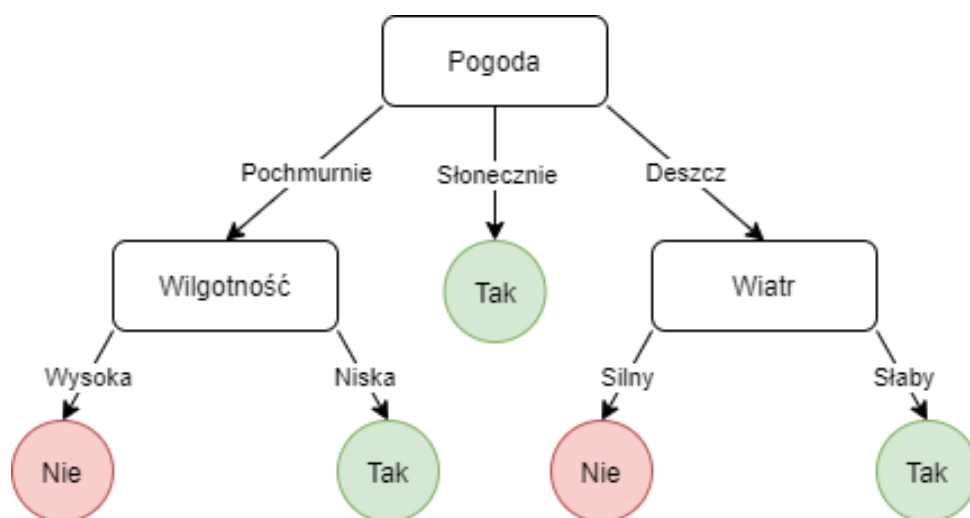 Pogoda
Pochmurnie
Słonecznie
Deszcz
Wilgotność
Tak
Wiatr
Wysoka
Niska
Silny
Słaby
Nie
Tak
Nie
Tak